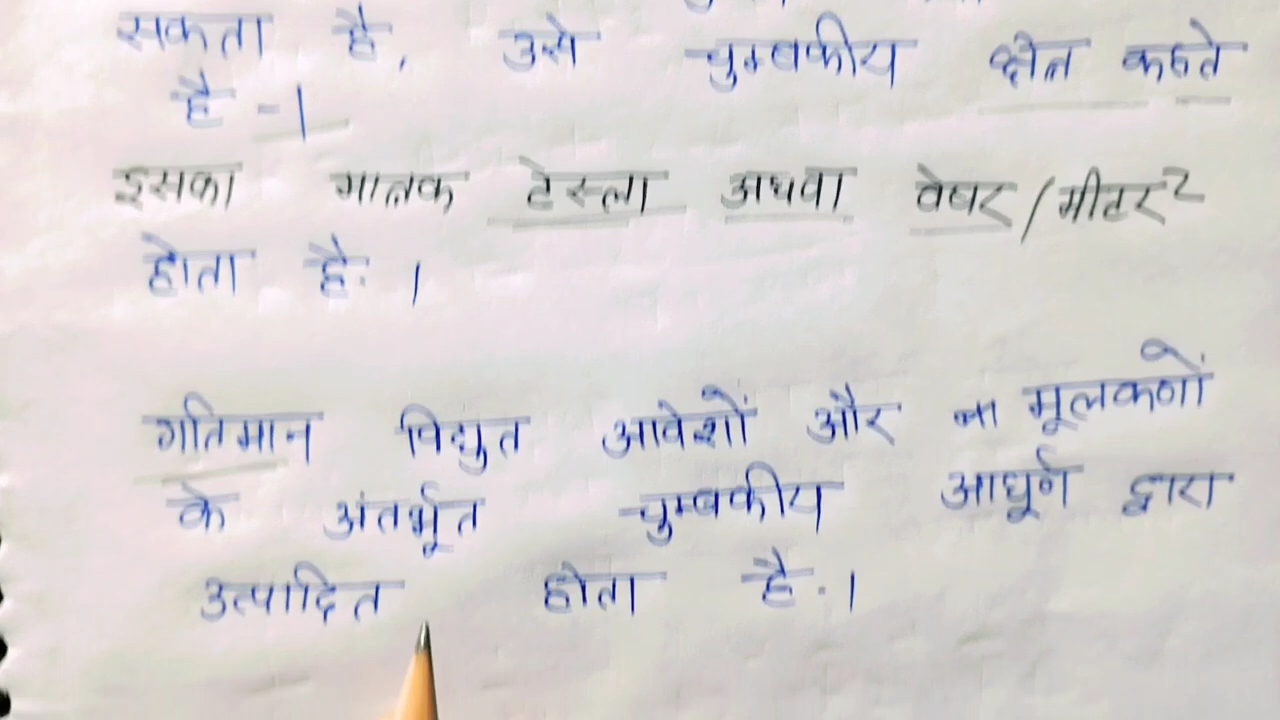 सकता है, उसे चुम्बकीय क्षेत्र कहते
है -।
इसका मात्रक टेस्ला अथवा वेबर/मीटर²
होता है ।
गतिमान विद्युत आवेशों और मूलकणों
के अंतर्भूत चुम्बकीय आघूर्ण द्वारा
उत्पादित होता है ।